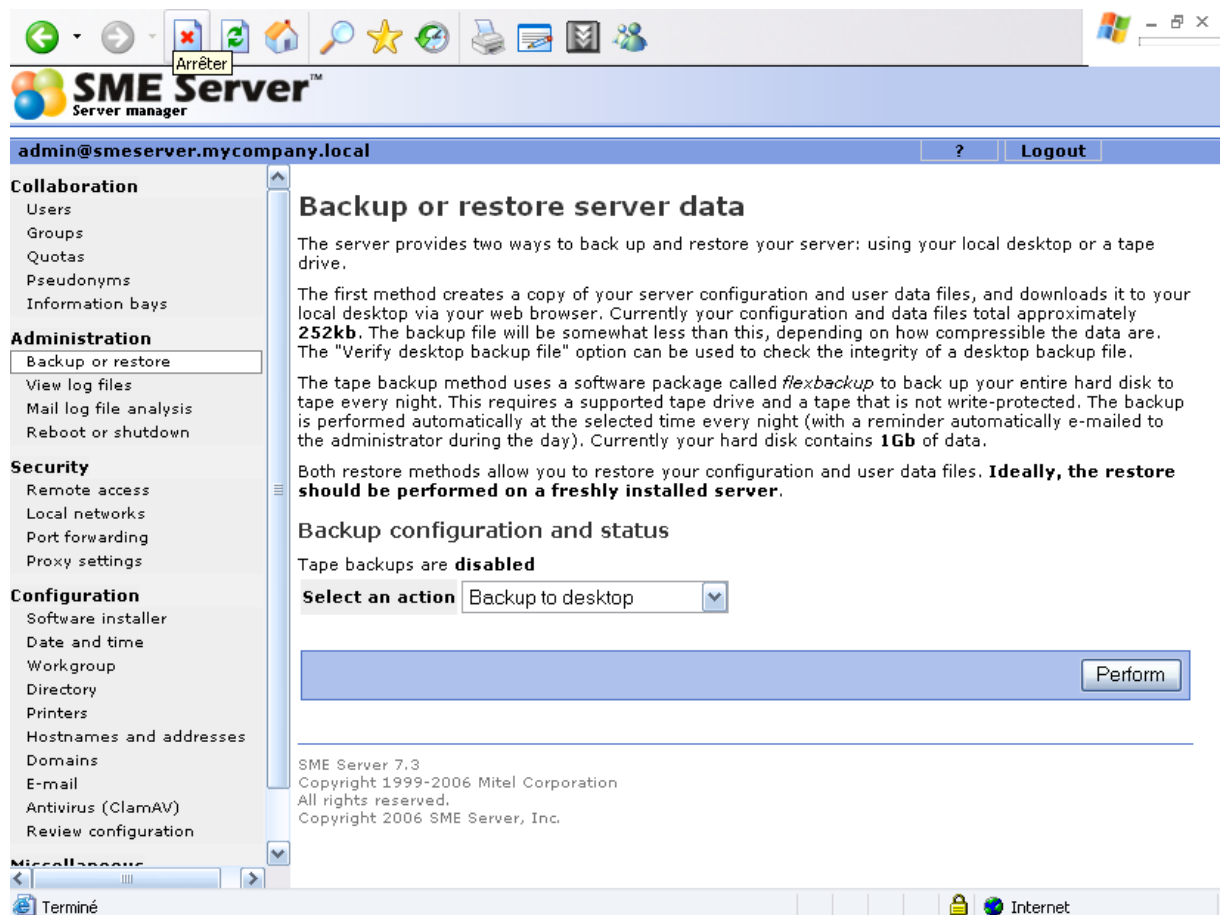 Arrêter
SME Server™
Server manager
admin@smeserver.mycompany.local ? Logout
Collaboration
Users
Groups
Quotas
Pseudonyms
Information bays
Administration
Backup or restore
View log files
Mail log file analysis
Reboot or shutdown
Security
Remote access
Local networks
Port forwarding
Proxy settings
Configuration
Software installer
Date and time
Workgroup
Directory
Printers
Hostnames and addresses
Domains
E-mail
Antivirus (ClamAV)
Review configuration
Miscellaneous
Backup or restore server data
The server provides two ways to back up and restore your server: using your local desktop or a tape
drive.
The first method creates a copy of your server configuration and user data files, and downloads it to your
local desktop via your web browser. Currently your configuration and data files total approximately
252kb. The backup file will be somewhat less than this, depending on how compressible the data are.
The "Verify desktop backup file" option can be used to check the integrity of a desktop backup file.
The tape backup method uses a software package called flexbackup to back up your entire hard disk to
tape every night. This requires a supported tape drive and a tape that is not write-protected. The backup
is performed automatically at the selected time every night (with a reminder automatically e-mailed to
the administrator during the day). Currently your hard disk contains 1Gb of data.
Both restore methods allow you to restore your configuration and user data files. Ideally, the restore
should be performed on a freshly installed server.
Backup configuration and status
Tape backups are disabled
Select an action Backup to desktop
Perform
SME Server 7.3
Copyright 1999-2006 Mitel Corporation
All rights reserved.
Copyright 2006 SME Server, Inc.
Terminé Internet